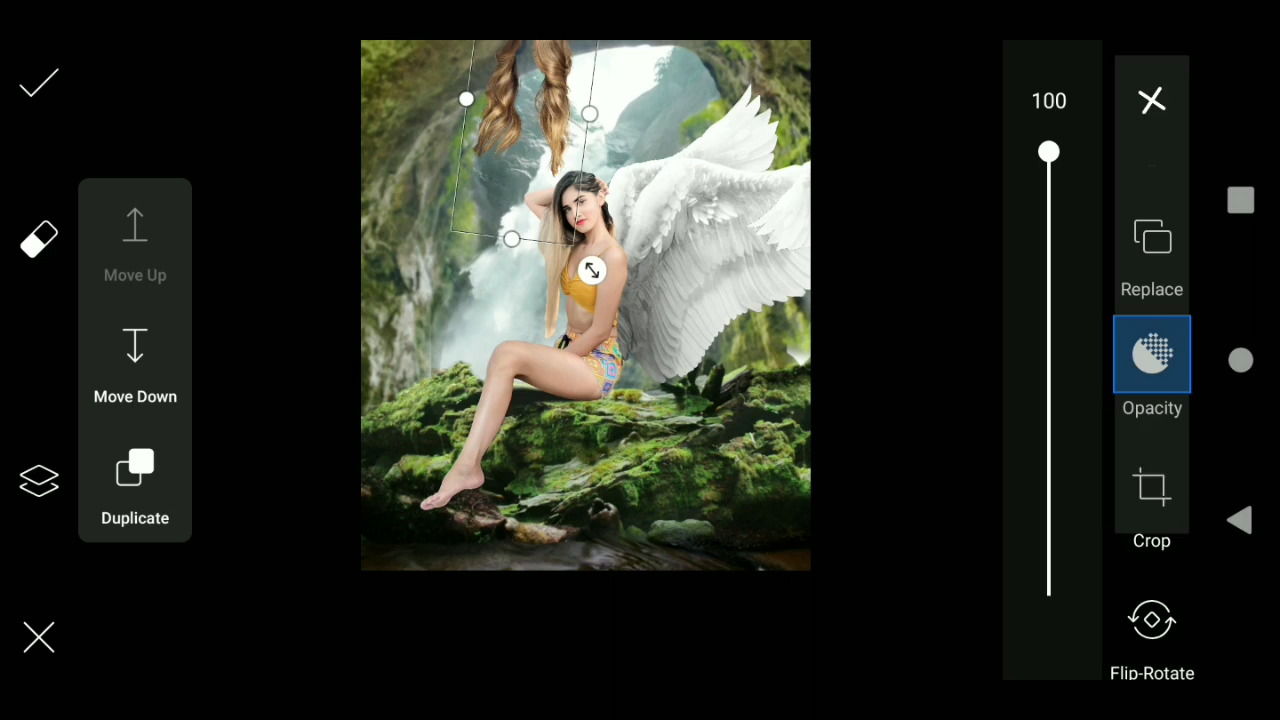 Move Up
Move Down
Duplicate
100
Replace
Opacity
Crop
Flip-Rotate